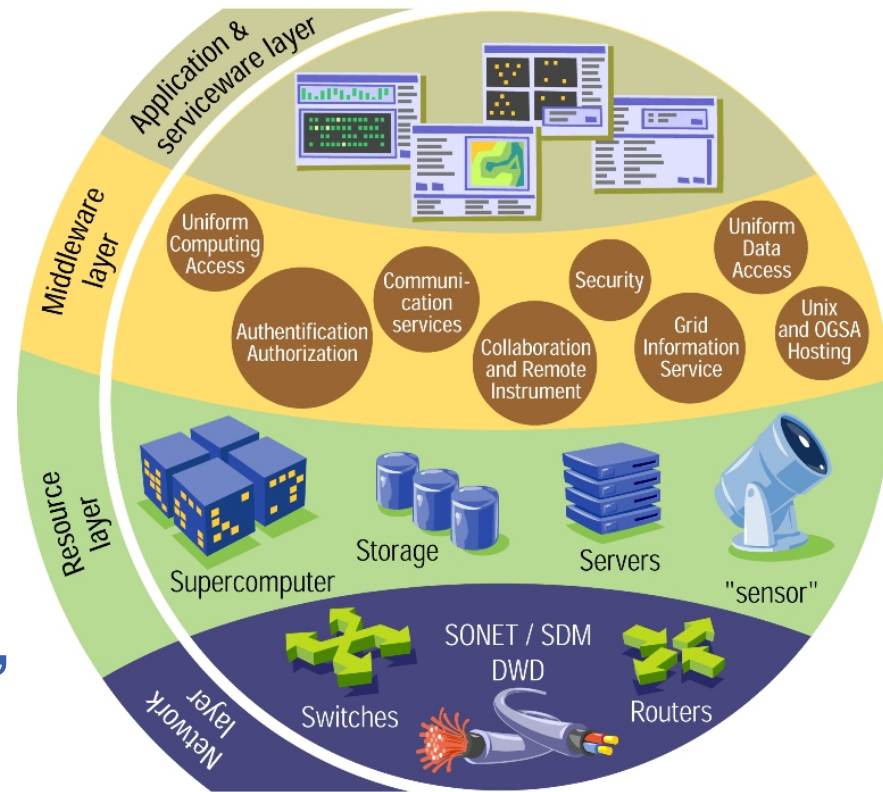 Application &
serviceware layer
Middleware
layer
Uniform
Computing
Access
Authentification
Authorization
Communi-
cation
services
Collaboration
and Remote
Instrument
Security
Grid
Information
Service
Uniform
Data
Access
Unix
and OGSA
Hosting
Resource
layer
Supercomputer
Storage
Servers
"sensor"
Network
layer
Switches
SONET / SDM
DWD
Routers
,